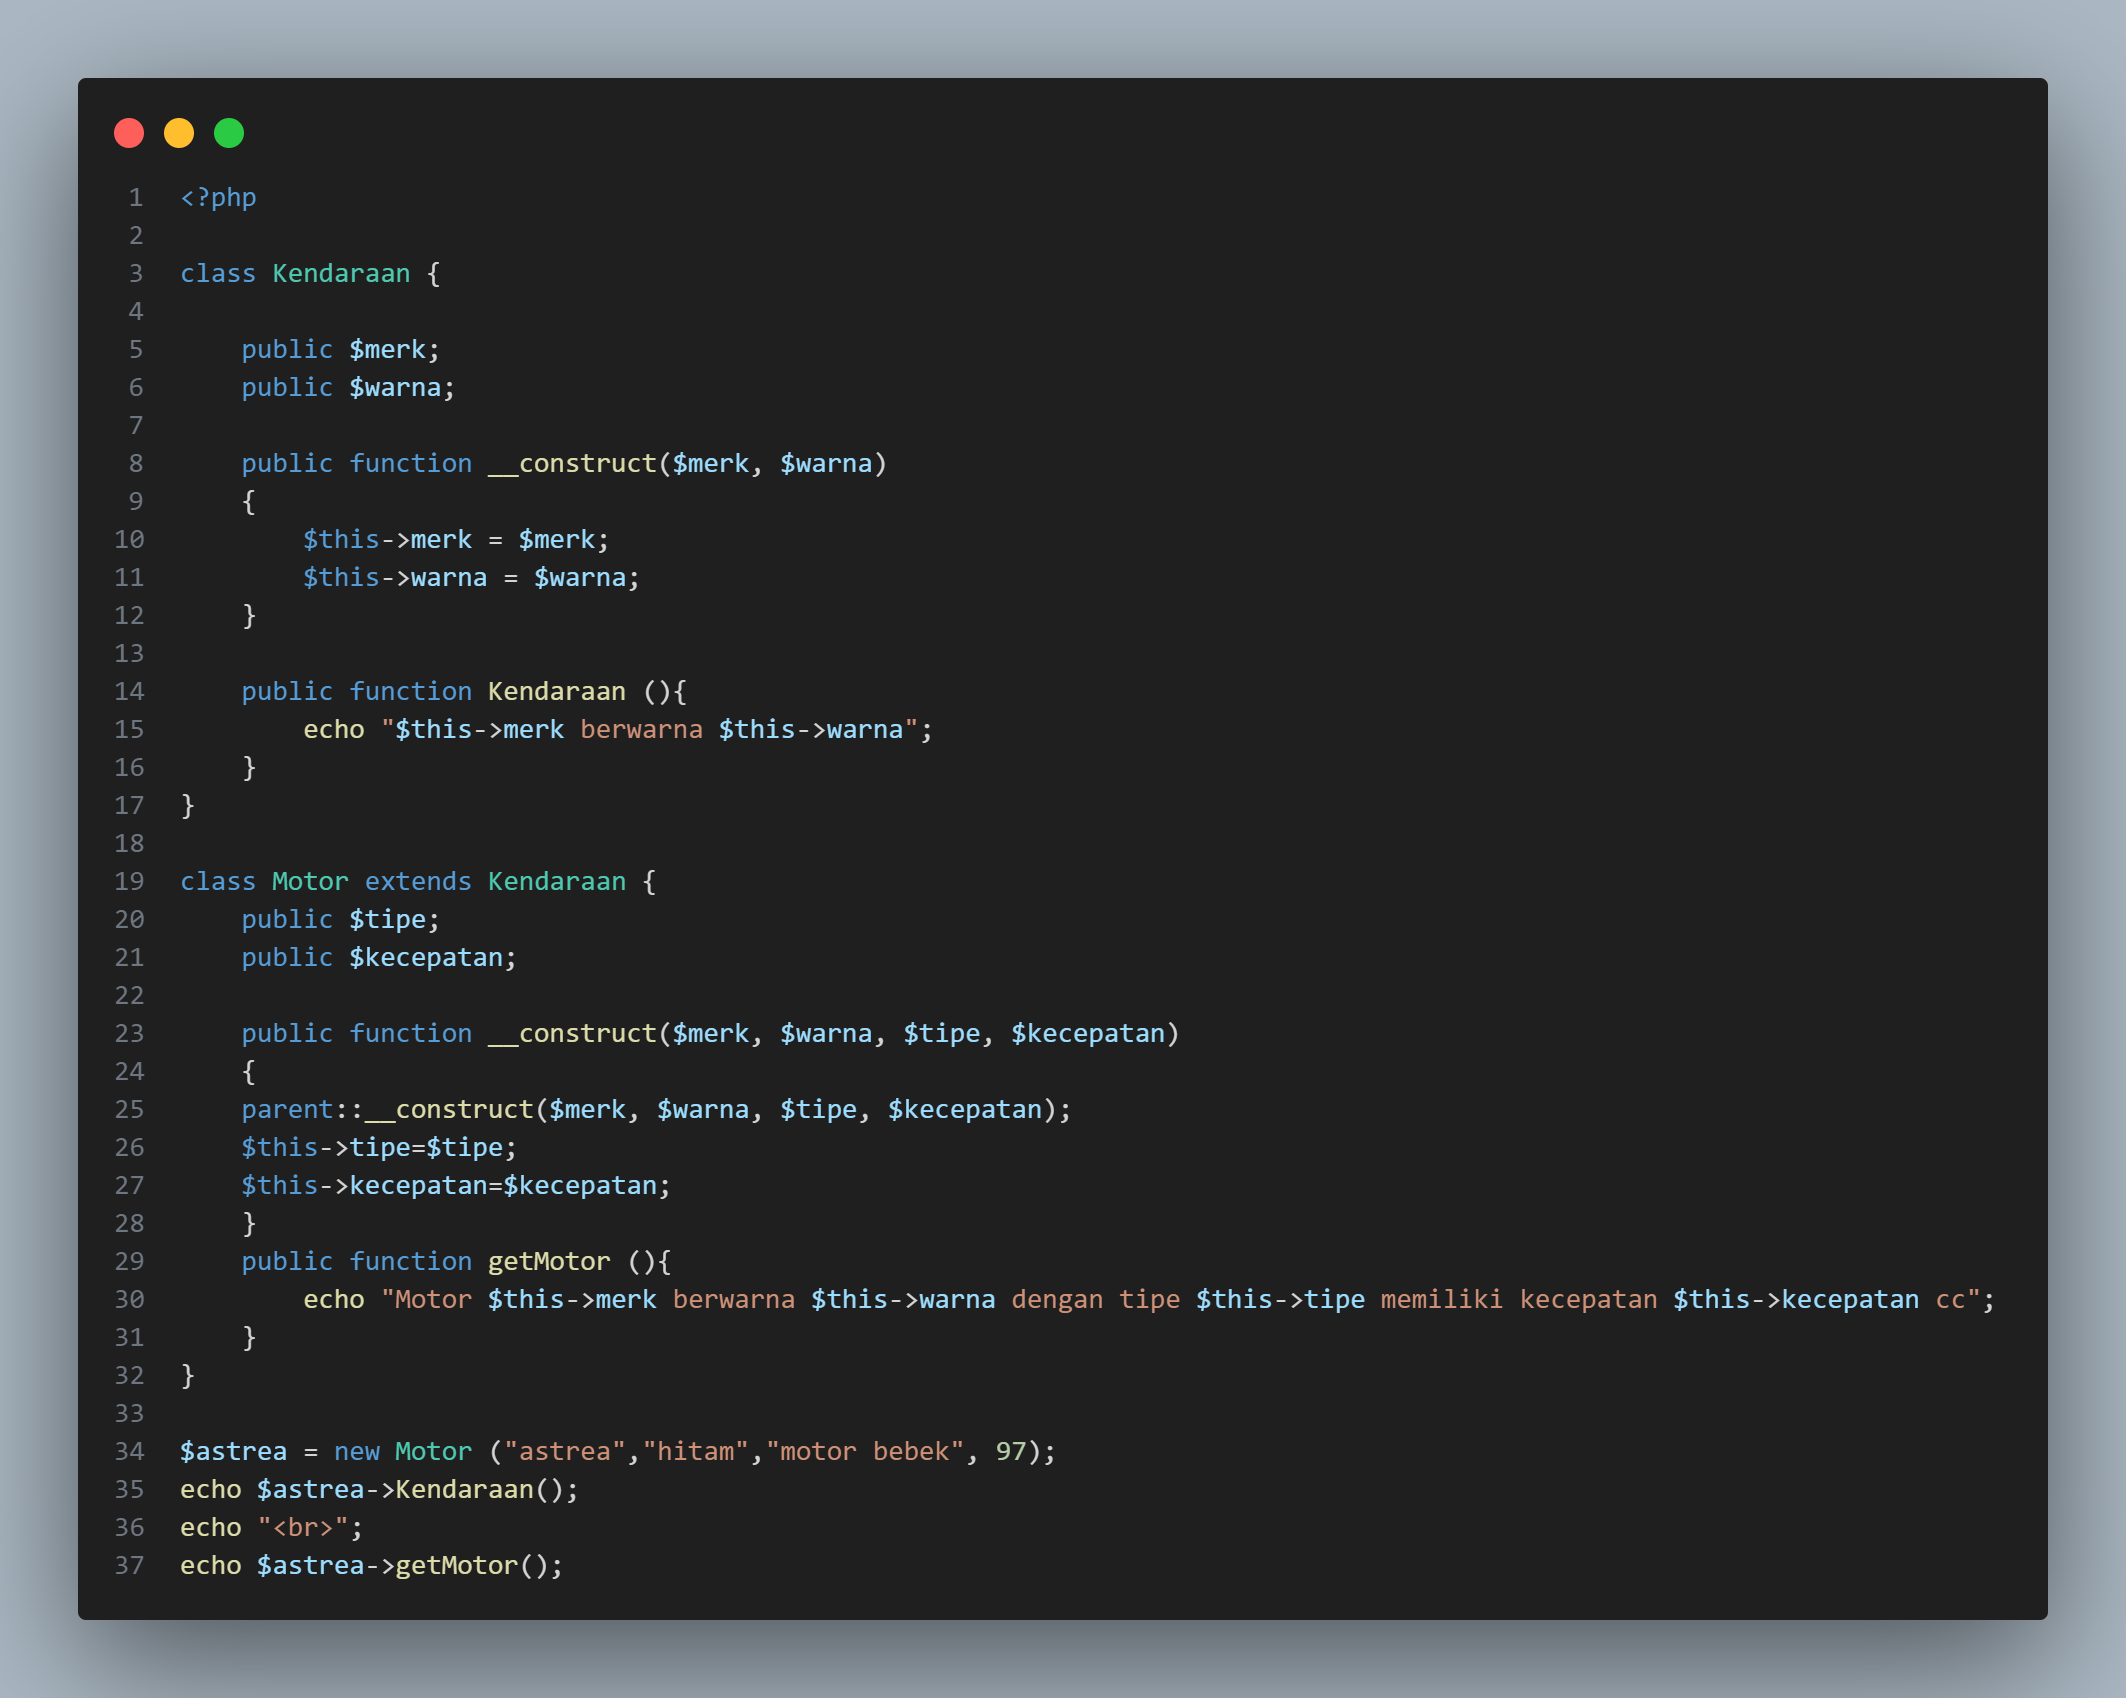 1 <?php
2
3 class Kendaraan {
4
5     public $merk;
6     public $warna;
7
8     public function __construct($merk, $warna)
9     {
10         $this->merk = $merk;
11         $this->warna = $warna;
12     }
13
14     public function Kendaraan (){
15         echo "$this->merk berwarna $this->warna";
16     }
17 }
18
19 class Motor extends Kendaraan {
20     public $tipe;
21     public $kecepatan;
22
23     public function __construct($merk, $warna, $tipe, $kecepatan)
24     {
25     parent::__construct($merk, $warna, $tipe, $kecepatan);
26     $this->tipe=$tipe;
27     $this->kecepatan=$kecepatan;
28     }
29     public function getMotor (){
30         echo "Motor $this->merk berwarna $this->warna dengan tipe $this->tipe memiliki kecepatan $this->kecepatan cc";
31     }
32 }
33
34 $astrea = new Motor ("astrea","hitam","motor bebek", 97);
35 echo $astrea->Kendaraan();
36 echo "<br>";
37 echo $astrea->getMotor();